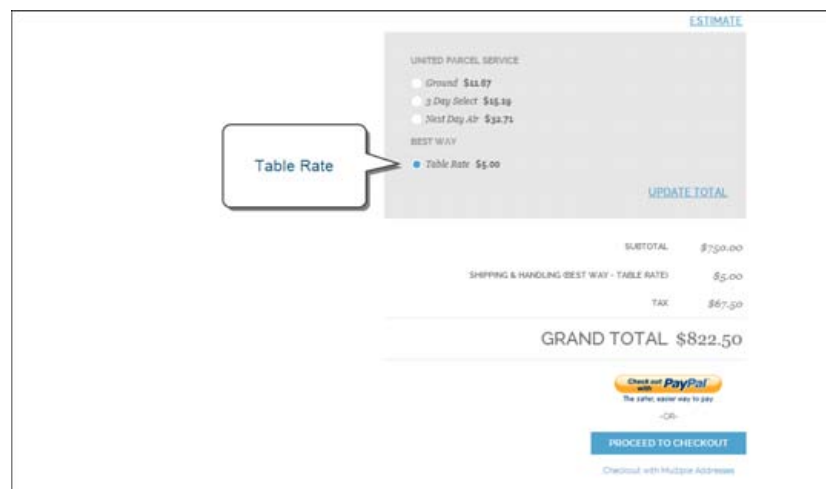 ESTIMATE
UNITED PARCEL SERVICE
Ground $11.67
3 Day Select $15.19
Next Day Air $32.71
BEST WAY
Table Rate
Table Rate $5.00
UPDATE TOTAL
SUBTOTAL $750.00
SHIPPING & HANDLING (BEST WAY - TABLE RATE) $5.00
TAX $67.50
GRAND TOTAL $822.50
Check out with PayPal
The safer, easier way to pay
-OR-
PROCEED TO CHECKOUT
Checkout with Multiple Addresses